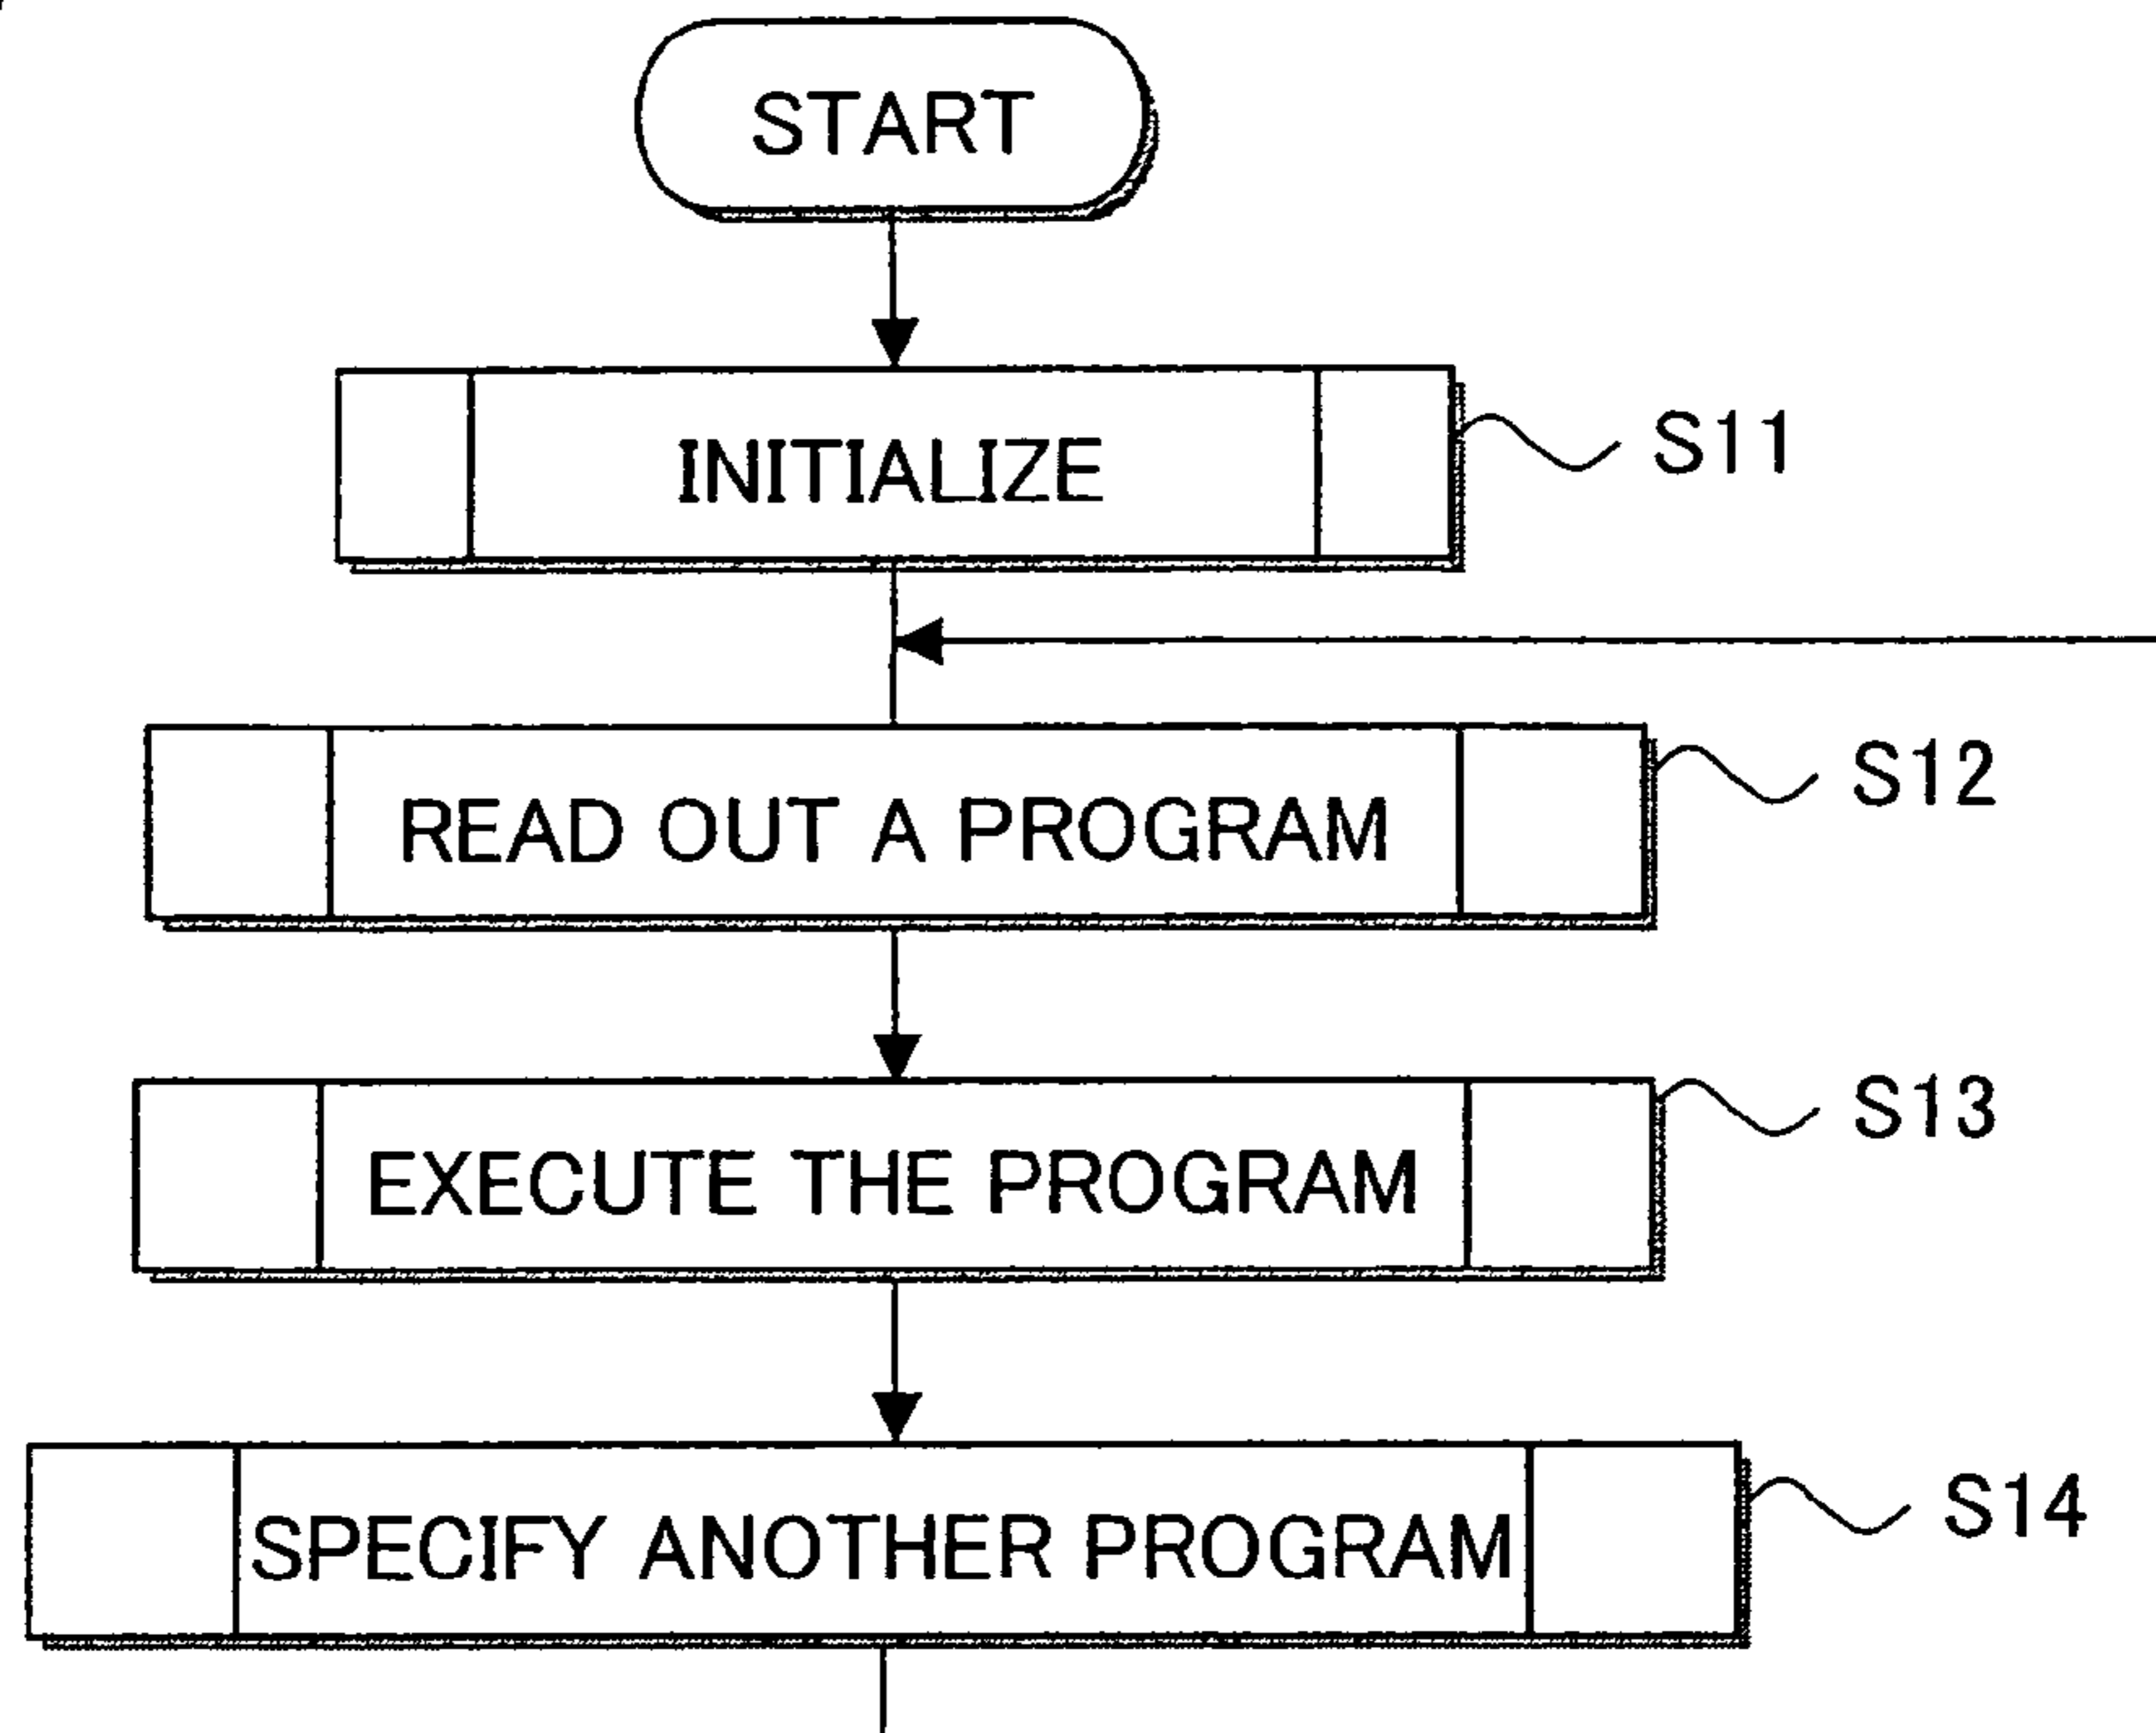 START
INITIALIZE
S11
READ OUT A PROGRAM
S12
EXECUTE THE PROGRAM
S13
SPECIFY ANOTHER PROGRAM
S14